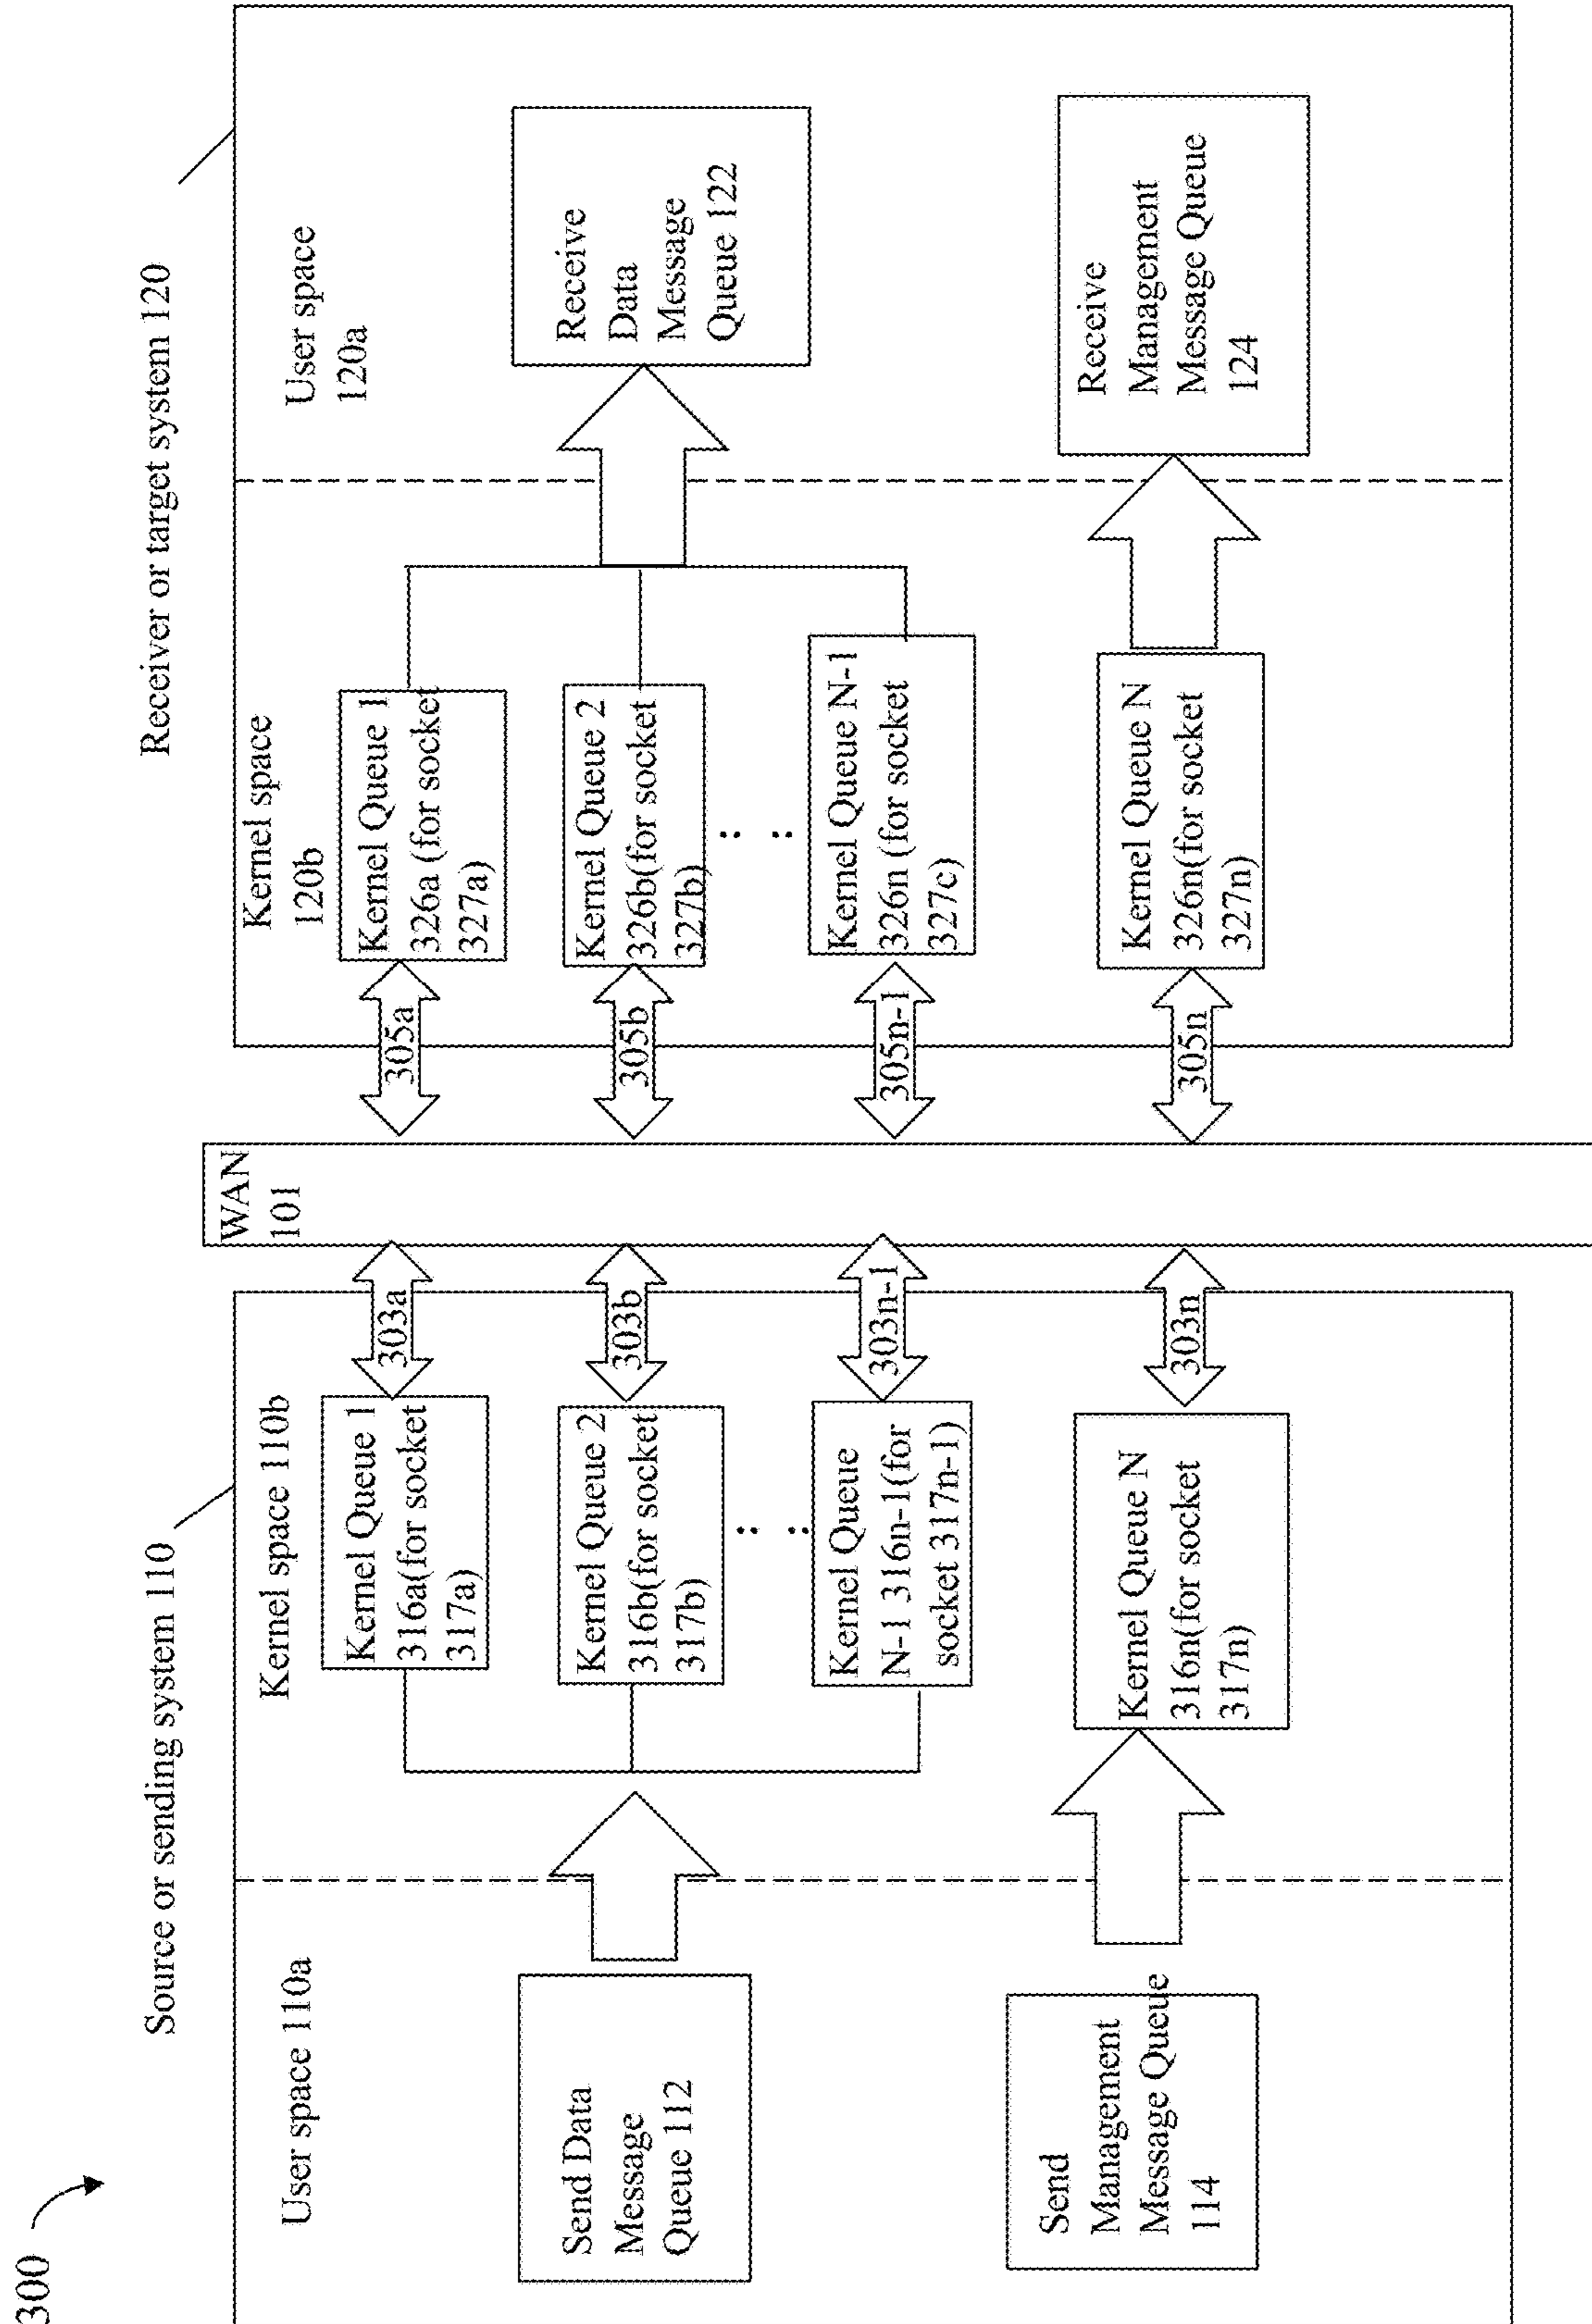 300
Source or sending system 110
Receiver or target system 120
User space 110a
Send Data
Message
Queue 112
Send
Management
Message Queue
114
Kernel space 110b
Kernel Queue 1
316a(for socket
317a)
Kernel Queue 2
316b(for socket
317b)
: :
Kernel Queue
N-1 316n-1(for
socket 317n-1)
Kernel Queue N
316n(for socket
317n)
303a
303b
303n-1
303n
WAN
101
305a
305b
305n-1
305n
Kernel space
120b
Kernel Queue 1
326a (for socket
327a)
Kernel Queue 2
326b(for socket
327b)
: :
Kernel Queue N-1
326n (for socket
327c)
Kernel Queue N
326n(for socket
327n)
User space
120a
Receive
Data
Message
Queue 122
Receive
Management
Message Queue
124